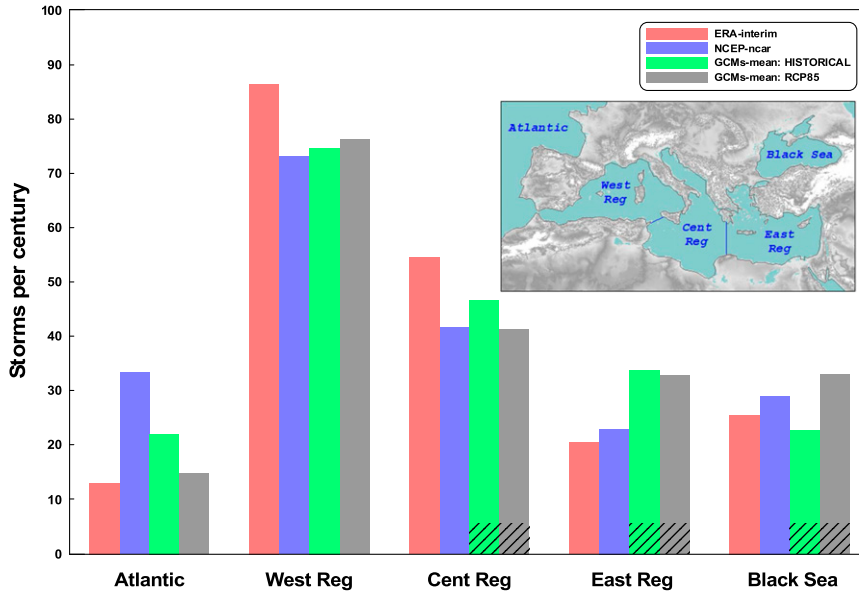 100
90
80
70
60
50
40
30
20
10
0
Storms per century
ERA-interim
NCEP-ncar
GCMs-mean: HISTORICAL
GCMs-mean: RCP85
Atlantic
Black Sea
West
Reg
Cent
Reg
East
Reg
Atlantic
West Reg
Cent Reg
East Reg
Black Sea